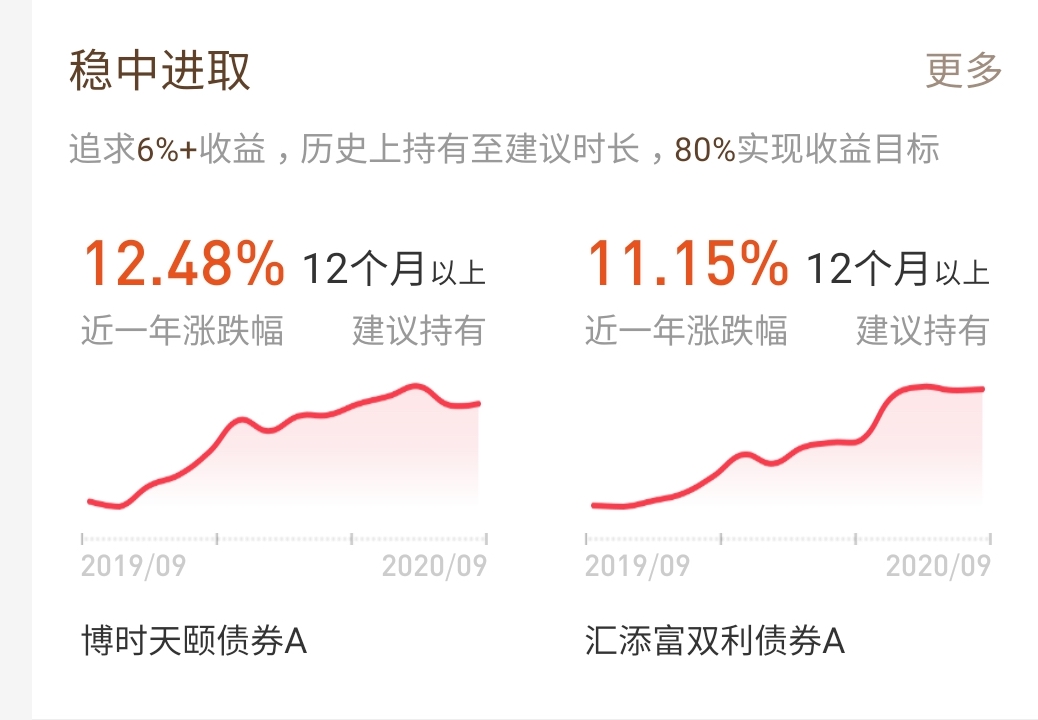 稳中进取 更多
追求6%+收益，历史上持有至建议时长，80%实现收益目标
12.48% 12个月以上 11.15% 12个月以上
近一年涨跌幅 建议持有 近一年涨跌幅 建议持有
2019/09 2020/09 2019/09 2020/09
博时天颐债券A 汇添富双利债券A